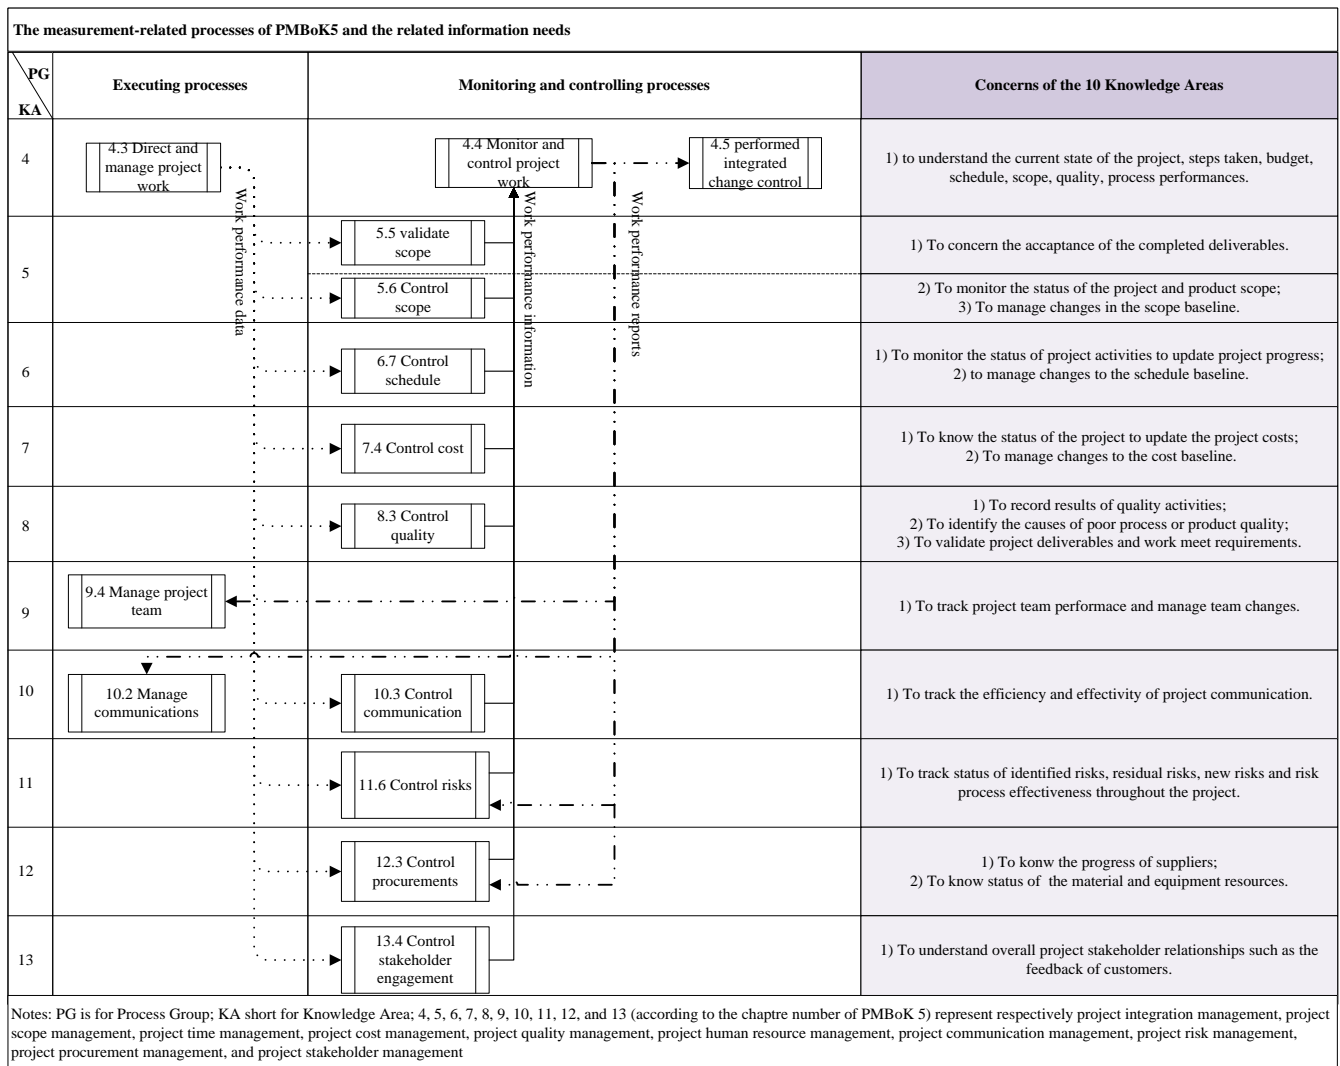 The measurement-related processes of PMBoK5 and the related information needs
PG
KA
Executing processes
Monitoring and controlling processes
Concerns of the 10 Knowledge Areas
4
4.3 Direct and
manage project
work
4.4 Monitor and
control project
work
4.5 performed
integrated
change control
1) to understand the current state of the project, steps taken, budget,
schedule, scope, quality, process performances.
Work performance data
Work performance information
Work performance reports
5
5.5 validate
scope
1) To concern the accaptance of the completed deliverables.
5.6 Control
scope
2) To monitor the status of the project and product scope;
3) To manage changes in the scope baseline.
6
6.7 Control
schedule
1) To monitor the status of project activities to update project progress;
2) to manage changes to the schedule baseline.
7
7.4 Control cost
1) To know the status of the project to update the project costs;
2) To manage changes to the cost baseline.
8
8.3 Control
quality
1) To record results of quality activities;
2) To identify the causes of poor process or product quality;
3) To validate project deliverables and work meet requirements.
9
9.4 Manage project
team
1) To track project team performace and manage team changes.
10
10.2 Manage
communications
10.3 Control
communication
1) To track the efficiency and effectivity of project communication.
11
11.6 Control risks
1) To track status of identified risks, residual risks, new risks and risk
process effectiveness throughout the project.
12
12.3 Control
procurements
1) To konw the progress of suppliers;
2) To know status of  the material and equipment resources.
13
13.4 Control
stakeholder
engagement
1) To understand overall project stakeholder relationships such as the
feedback of customers.
Notes: PG is for Process Group; KA short for Knowledge Area; 4, 5, 6, 7, 8, 9, 10, 11, 12, and 13 (according to the chaptre number of PMBoK 5) represent respectively project integration management, project
scope management, project time management, project cost management, project quality management, project human resource management, project communication management, project risk management,
project procurement management, and project stakeholder management